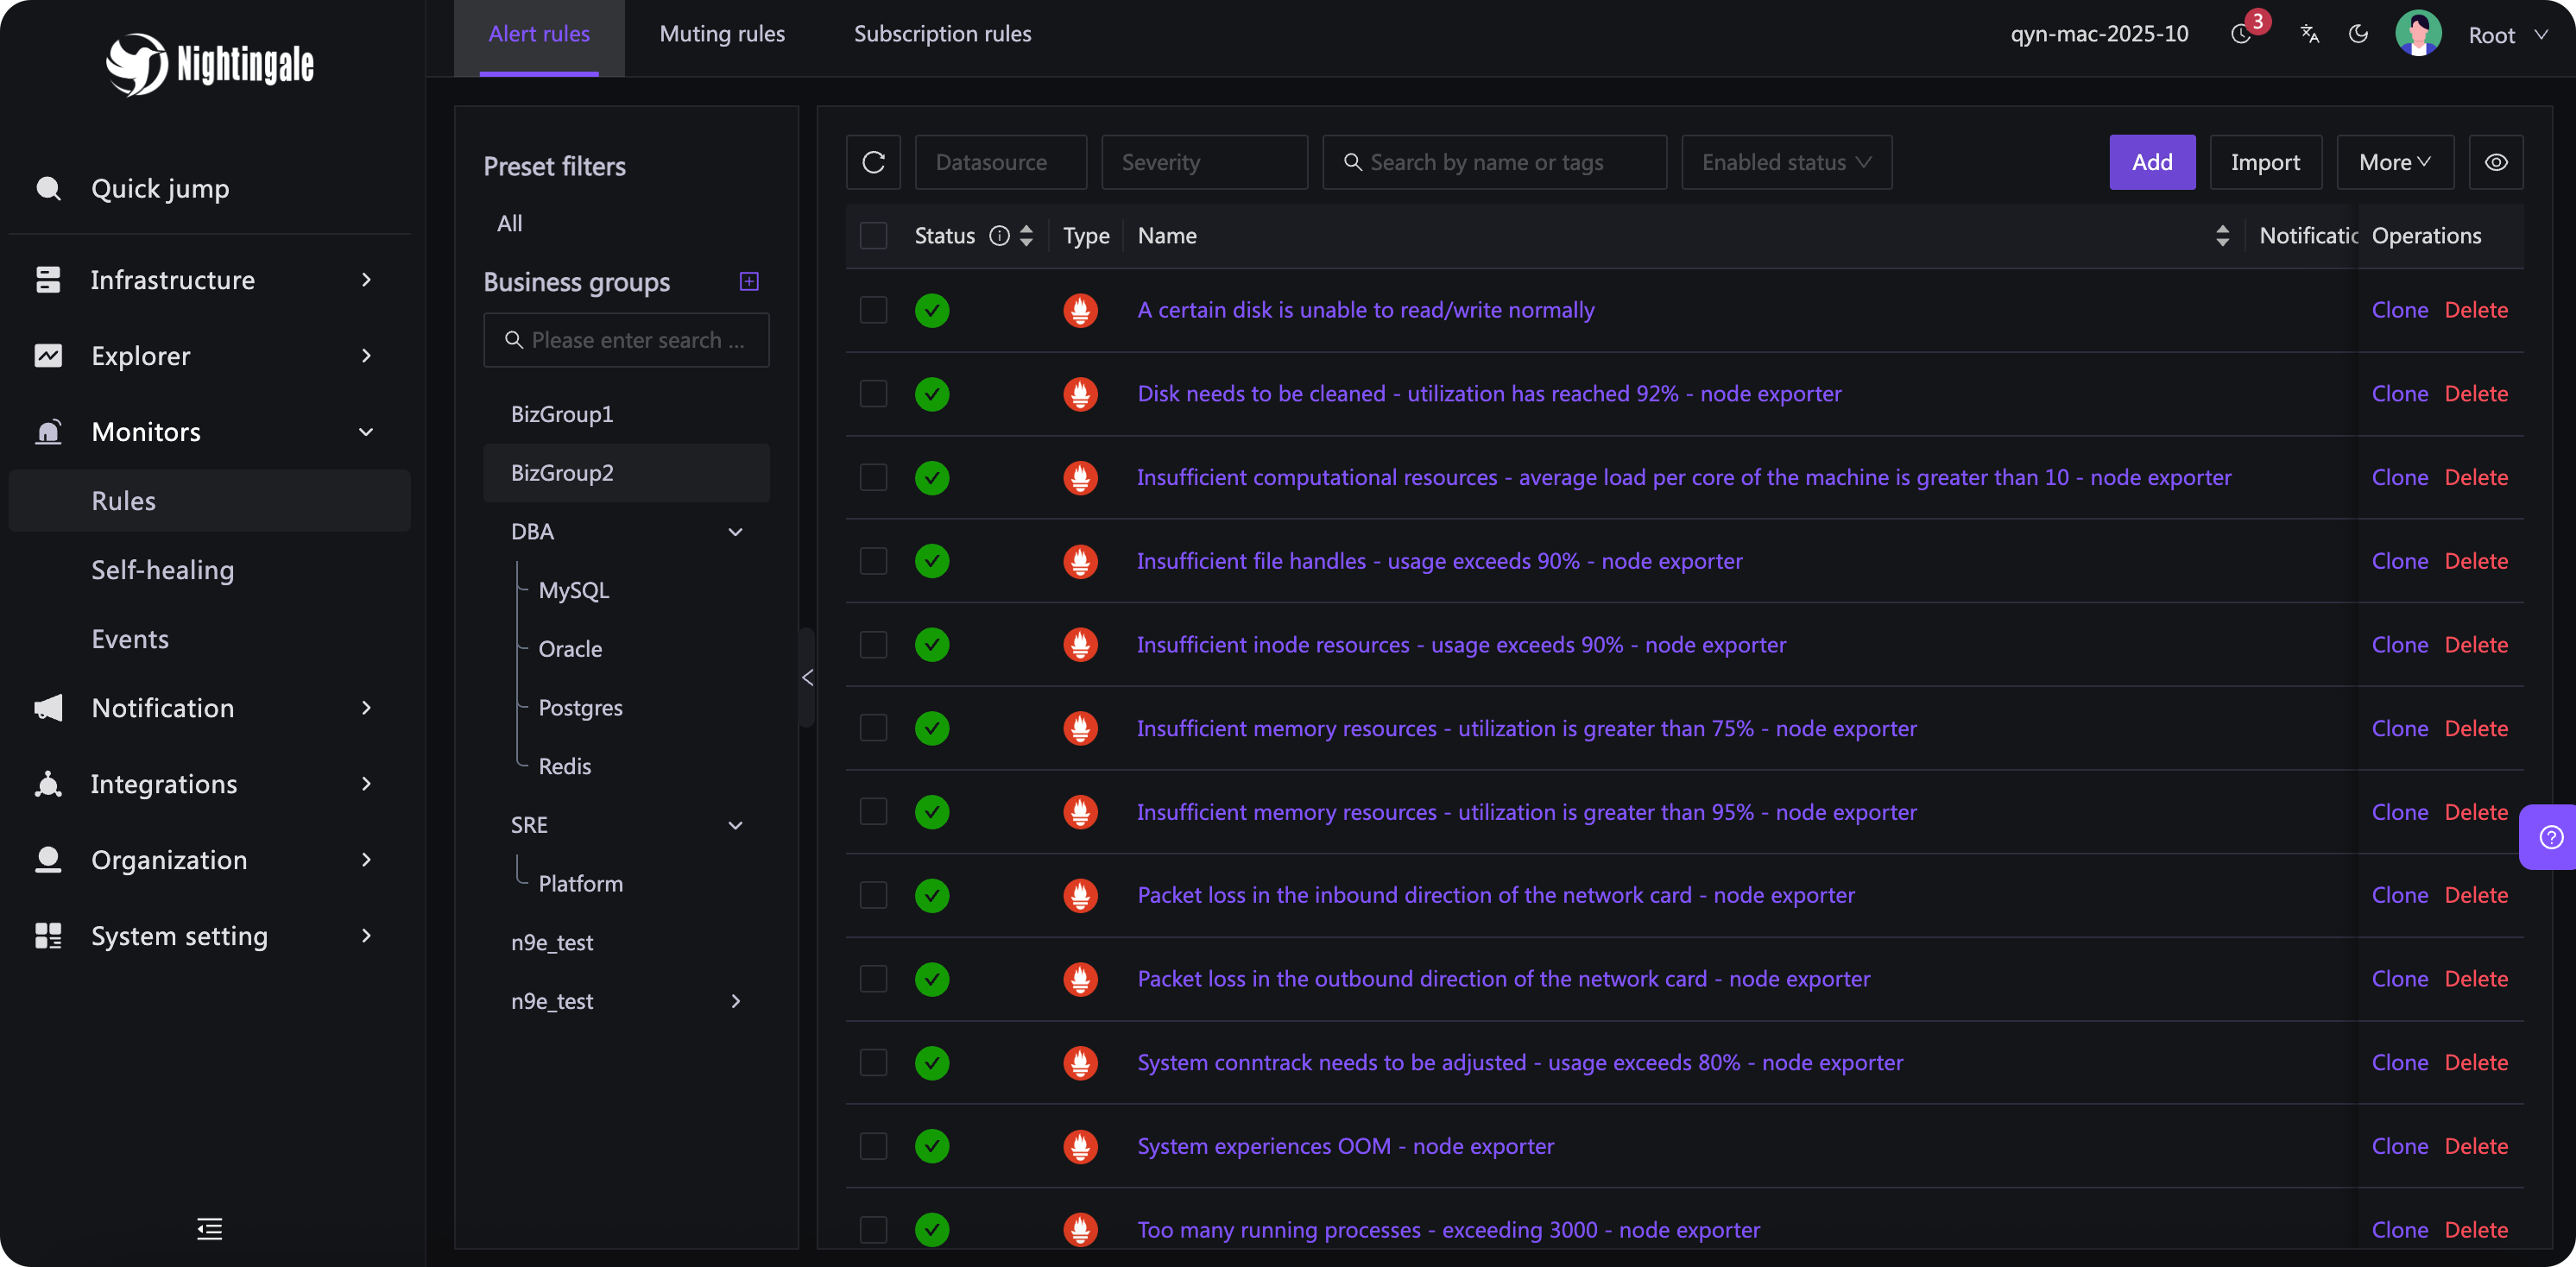 Nightingale
Quick jump
Infrastructure
Explorer
Monitors
Rules
Self-healing
Events
Notification
Integrations
Organization
System setting
Alert rules
Muting rules
Subscription rules
qyn-mac-2025-10
3
Root
Preset filters
All
Business groups
Please enter search ...
BizGroup1
BizGroup2
DBA
MySQL
Oracle
Postgres
Redis
SRE
Platform
n9e_test
n9e_test
Datasource
Severity
Search by name or tags
Enabled status
Add
Import
More
Status Type Name Notificatic Operations
A certain disk is unable to read/write normally Clone Delete
Disk needs to be cleaned - utilization has reached 92% - node exporter Clone Delete
Insufficient computational resources - average load per core of the machine is greater than 10 - node exporter Clone Delete
Insufficient file handles - usage exceeds 90% - node exporter Clone Delete
Insufficient inode resources - usage exceeds 90% - node exporter Clone Delete
Insufficient memory resources - utilization is greater than 75% - node exporter Clone Delete
Insufficient memory resources - utilization is greater than 95% - node exporter Clone Delete
Packet loss in the inbound direction of the network card - node exporter Clone Delete
Packet loss in the outbound direction of the network card - node exporter Clone Delete
System conntrack needs to be adjusted - usage exceeds 80% - node exporter Clone Delete
System experiences OOM - node exporter Clone Delete
Too many running processes - exceeding 3000 - node exporter Clone Delete